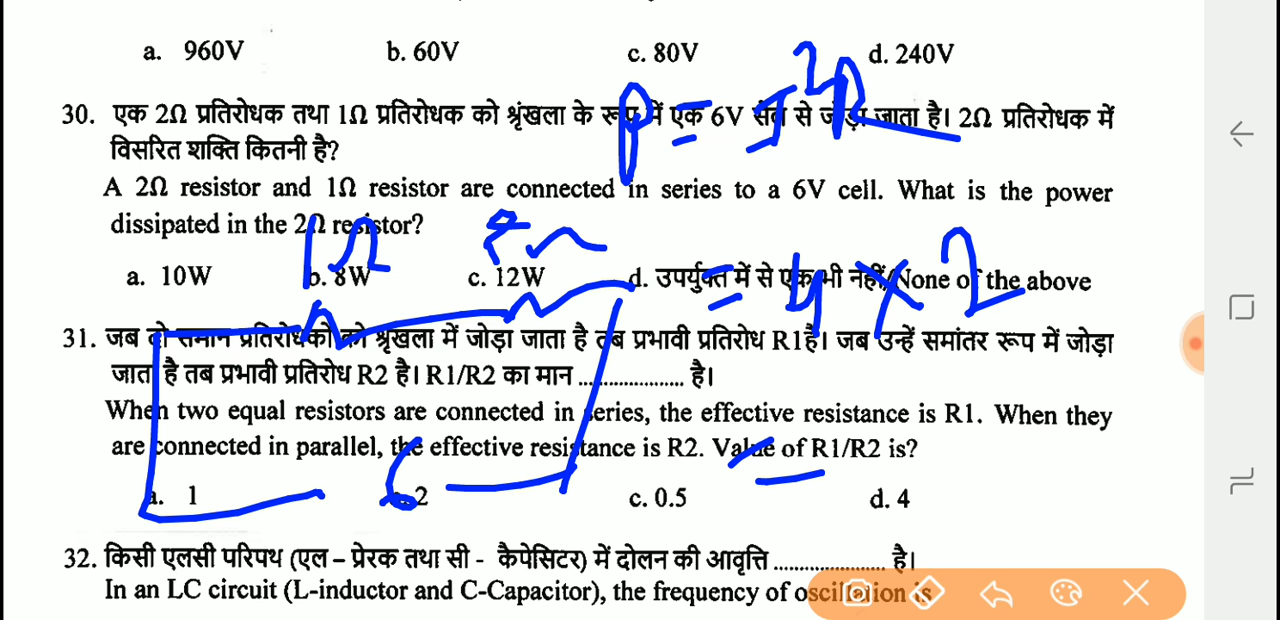 a. 960V b. 60V c. 80V d. 240V
30. एक 2Ω प्रतिरोधक तथा 1Ω प्रतिरोधक को श्रृंखला के रूप में एक 6V सेल से जोड़ा जाता है। 2Ω प्रतिरोधक में
विसरित शक्ति कितनी है?
P = I²R
A 2Ω resistor and 1Ω resistor are connected in series to a 6V cell. What is the power
dissipated in the 2Ω resistor?
1Ω
a. 10W b. 8W c. 12W d. उपर्युक्त में से एक भी नहीं/None of the above
= 4 × 2
31. जब दो समान प्रतिरोधकों को श्रृंखला में जोड़ा जाता है तब प्रभावी प्रतिरोध R1है। जब उन्हें समांतर रूप में जोड़ा
जाता है तब प्रभावी प्रतिरोध R2 है। R1/R2 का मान .................... है।
When two equal resistors are connected in series, the effective resistance is R1. When they
are connected in parallel, the effective resistance is R2. Value of R1/R2 is?
a. 1 2 c. 0.5 d. 4
32. किसी एलसी परिपथ (एल – प्रेरक तथा सी - कैपेसिटर) में दोलन की आवृत्ति ..................... है।
In an LC circuit (L-inductor and C-Capacitor), the frequency of oscillation is